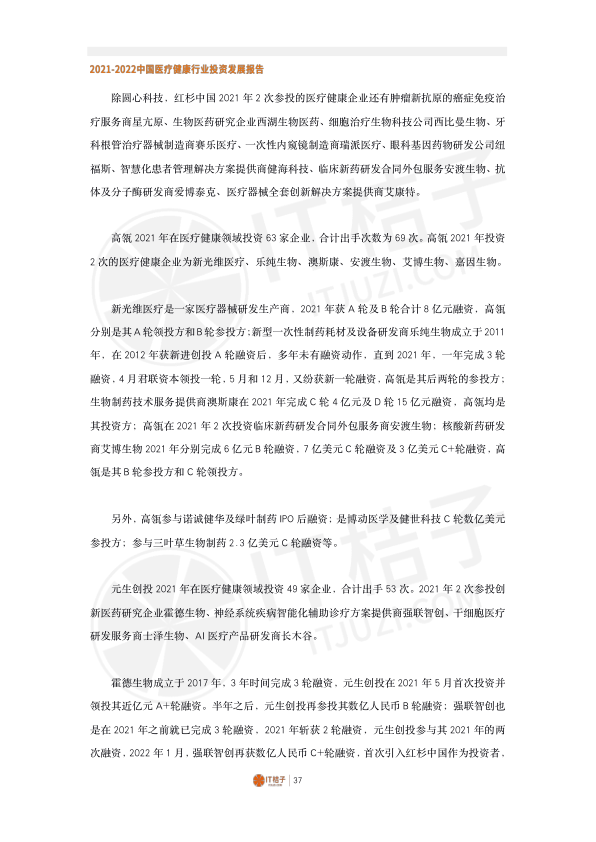 2021-2022中国医疗健康行业投资发展报告
除圆心科技，红杉中国 2021 年 2 次参投的医疗健康企业还有肿瘤新抗原的癌症免疫治
疗服务商星亢原、生物医药研究企业西湖生物医药、细胞治疗生物科技公司西比曼生物、牙
科根管治疗器械制造商赛乐医疗、一次性内窥镜制造商瑞派医疗、眼科基因药物研发公司纽
福斯、智慧化患者管理解决方案提供商健海科技、临床新药研发合同外包服务安渡生物、抗
体及分子酶研发商爱博泰克、医疗器械全套创新解决方案提供商艾康特。
高瓴 2021 年在医疗健康领域投资 63 家企业，合计出手次数为 69 次。高瓴 2021 年投资
2 次的医疗健康企业为新光维医疗、乐纯生物、澳斯康、安渡生物、艾博生物、嘉因生物。
新光维医疗是一家医疗器械研发生产商，2021 年获 A 轮及 B 轮合计 8 亿元融资，高瓴
分别是其 A 轮领投方和 B 轮参投方；新型一次性制药耗材及设备研发商乐纯生物成立于 2011
年，在 2012 年获新进创投 A 轮融资后，多年未有融资动作，直到 2021 年，一年完成 3 轮
融资，4 月君联资本领投一轮，5 月和 12 月，又纷获新一轮融资，高瓴是其后两轮的参投方；
生物制药技术服务提供商澳斯康在 2021 年完成 C 轮 4 亿元及 D 轮 15 亿元融资，高瓴均是
其投资方；高瓴在 2021 年 2 次投资临床新药研发合同外包服务商安渡生物；核酸新药研发
商艾博生物 2021 年分别完成 6 亿元 B 轮融资，7 亿美元 C 轮融资及 3 亿美元 C+轮融资，高
瓴是其 B 轮参投方和 C 轮领投方。
另外，高瓴参与诺诚健华及绿叶制药 IPO 后融资；是博动医学及健世科技 C 轮数亿美元
参投方；参与三叶草生物制药 2.3 亿美元 C 轮融资等。
元生创投 2021 年在医疗健康领域投资 49 家企业，合计出手 53 次。2021 年 2 次参投创
新医药研究企业霍德生物、神经系统疾病智能化辅助诊疗方案提供商强联智创、干细胞医疗
研发服务商士泽生物、AI 医疗产品研发商长木谷。
霍德生物成立于 2017 年，3 年时间完成 3 轮融资，元生创投在 2021 年 5 月首次投资并
领投其近亿元 A+轮融资。半年之后，元生创投再参投其数亿人民币 B 轮融资；强联智创也
是在 2021 年之前就已完成 3 轮融资，2021 年斩获 2 轮融资，元生创投参与其 2021 年的两
次融资，2022 年 1 月，强联智创再获数亿人民币 C+轮融资，首次引入红杉中国作为投资者，
IT桔子 | 37
IT桔子
ITJUZI.COM
IT桔子
ITJUZI.COM